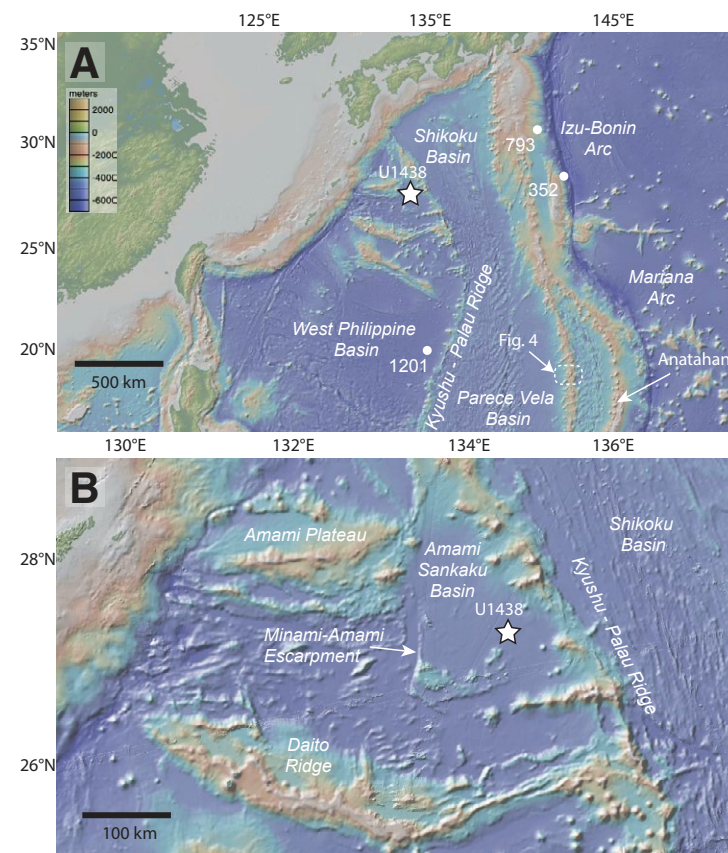 125°E
135°E
145°E
35°N
A
meters
2000
0
-2000
-4000
-6000
30°N
Shikoku
Basin
793
Izu-Bonin
Arc
U1438
352
25°N
Mariana
Arc
West Philippine
Basin
1201
Kyushu - Palau Ridge
20°N
Fig. 4
Anatahan
500 km
Parece Vela
Basin
130°E
132°E
134°E
136°E
B
Shikoku
Basin
Amami Plateau
Amami
Sankaku
Basin
28°N
U1438
Kyushu - Palau Ridge
Minami-Amami
Escarpment
Daito
Ridge
26°N
100 km